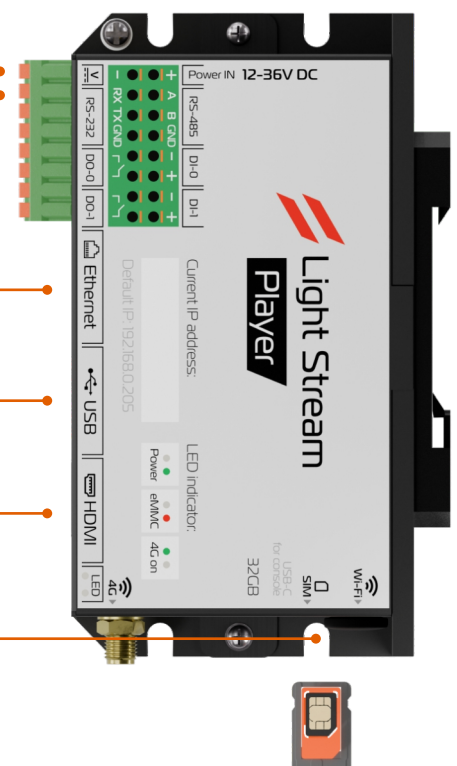 Power IN 12-36V DC
V
RS-232
DO-0
DO-1
Ethernet
USB
HDMI
LED
− +
RX A
TX B
GND GND
−
+
−
+
RS-485
DI-0
DI-1
Light Stream
Player
Current IP address:
Default IP: 192.168.0.205
LED indicator:
Power
eMMC
4G on
USB-C
for console
32GB
SIM
Wi-Fi
4G